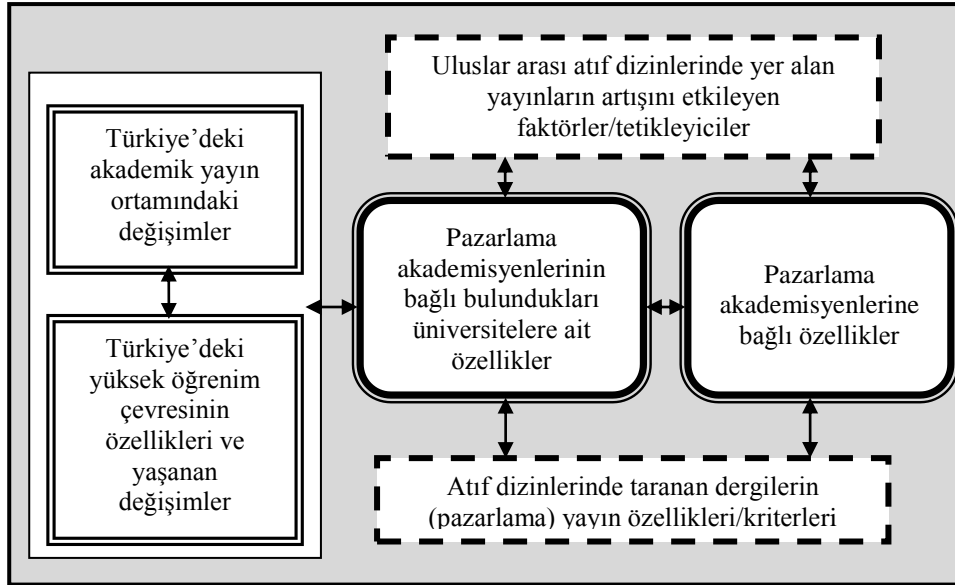 Uluslar arası atıf dizinlerinde yer alan
yayınların artışını etkileyen
faktörler/tetikleyiciler
Türkiye’deki
akademik yayın
ortamındaki
değişimler
Türkiye’deki
yüksek öğrenim
çevresinin
özellikleri ve
yaşanan
değişimler
Pazarlama
akademisyenlerinin
bağlı bulundukları
üniversitelere ait
özellikler
Pazarlama
akademisyenlerine
bağlı özellikler
Atıf dizinlerinde taranan dergilerin
(pazarlama) yayın özellikleri/kriterleri